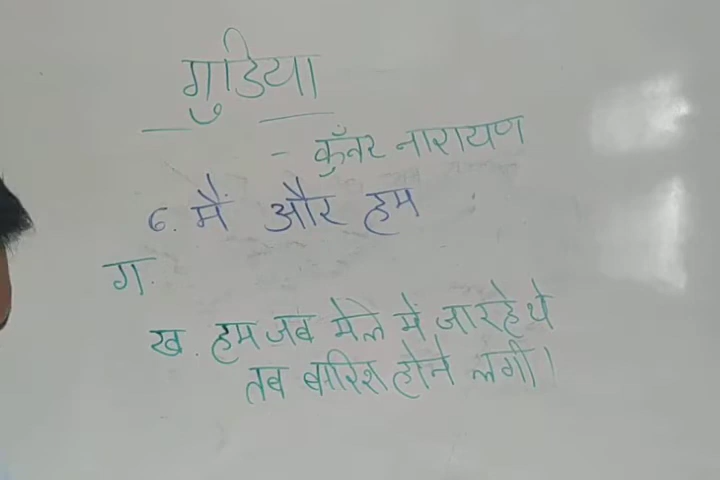 गुडिया
- कुँवर नारायण
६. मैं और हम
ग.
ख. हम जब मेले में जा रहे थे
तब बारिश होने लगी।